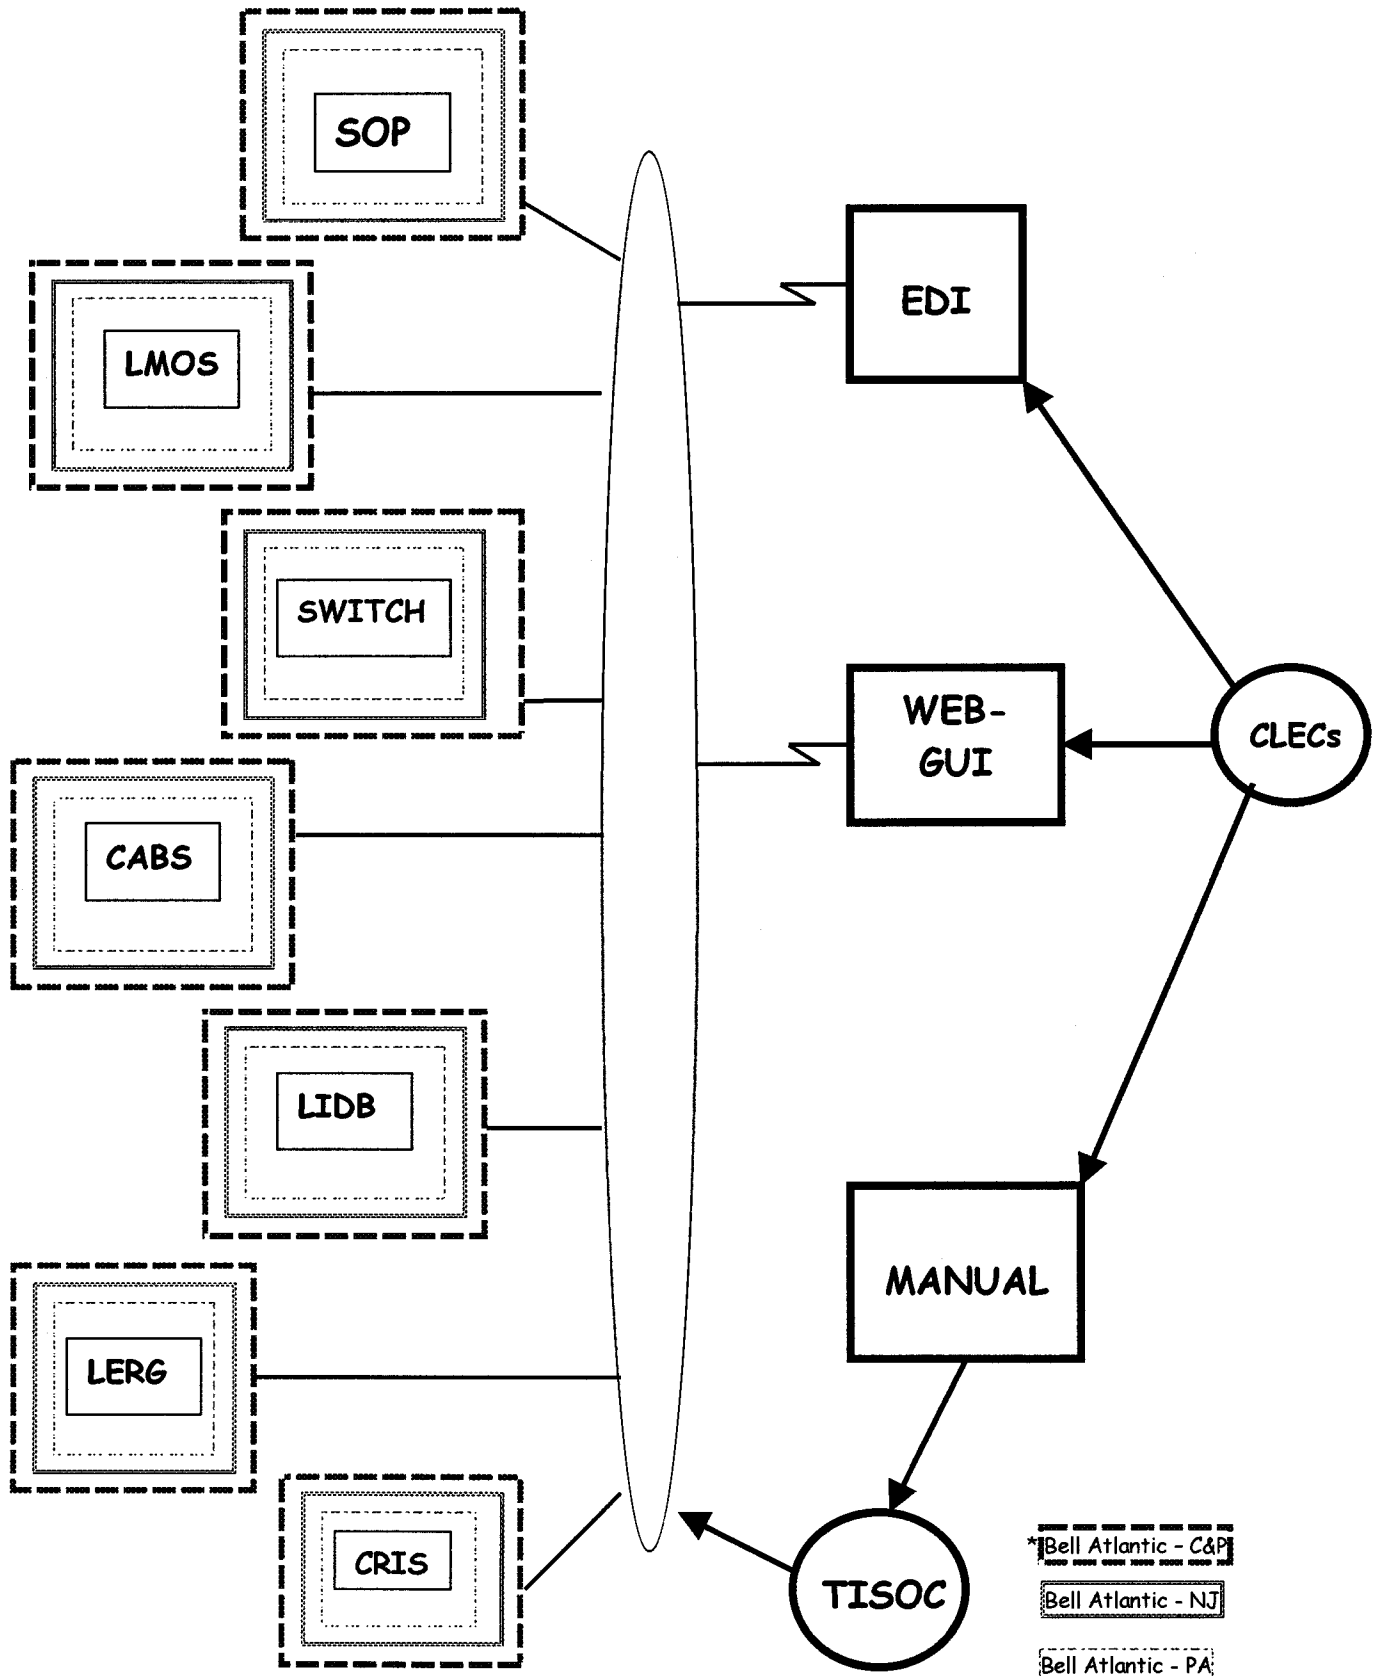 SOP
EDI
LMOS
SWITCH
WEB-
GUI
CLECs
CABS
LIDB
MANUAL
LERG
CRIS
TISOC
*Bell Atlantic - C&P
Bell Atlantic - NJ
Bell Atlantic - PA